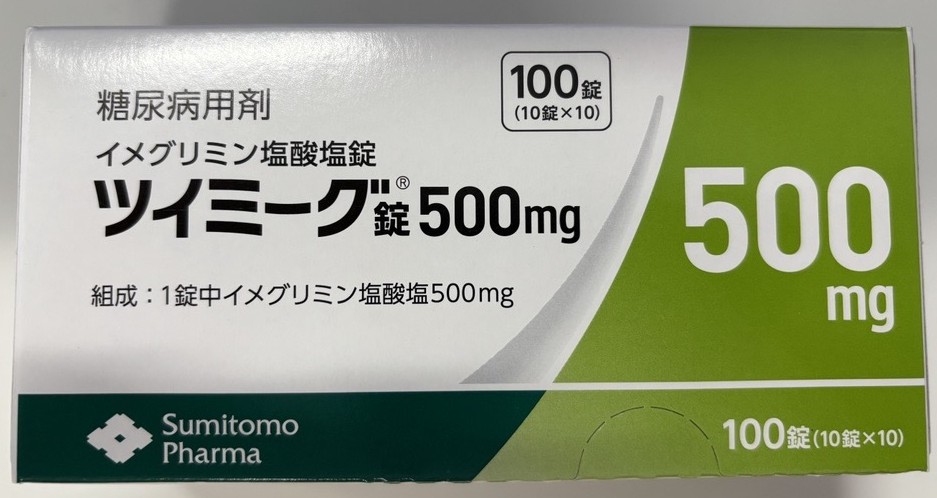 100錠
(10錠×10)
糖尿病用剤
イメグリミン塩酸塩錠
ツイミーグ®錠500mg
組成：1錠中イメグリミン塩酸塩500mg
500
mg
Sumitomo
Pharma
100錠(10錠×10)